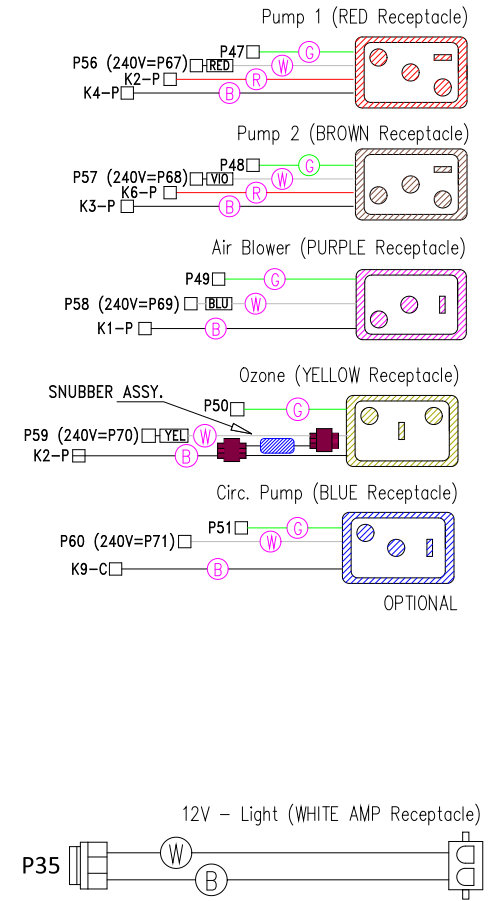 Pump 1 (RED Receptacle)
P47 G
P56 (240V=P67) RED W
K2-P R
K4-P B
Pump 2 (BROWN Receptacle)
P48 G
P57 (240V=P68) VIO W
K6-P R
K3-P B
Air Blower (PURPLE Receptacle)
P49 G
P58 (240V=P69) BLU W
K1-P B
Ozone (YELLOW Receptacle)
SNUBBER ASSY.
P50 G
P59 (240V=P70) YEL W
K2-P B
Circ. Pump (BLUE Receptacle)
P51 G
P60 (240V=P71) W
K9-C B
OPTIONAL
12V - Light (WHITE AMP Receptacle)
P35 W
B